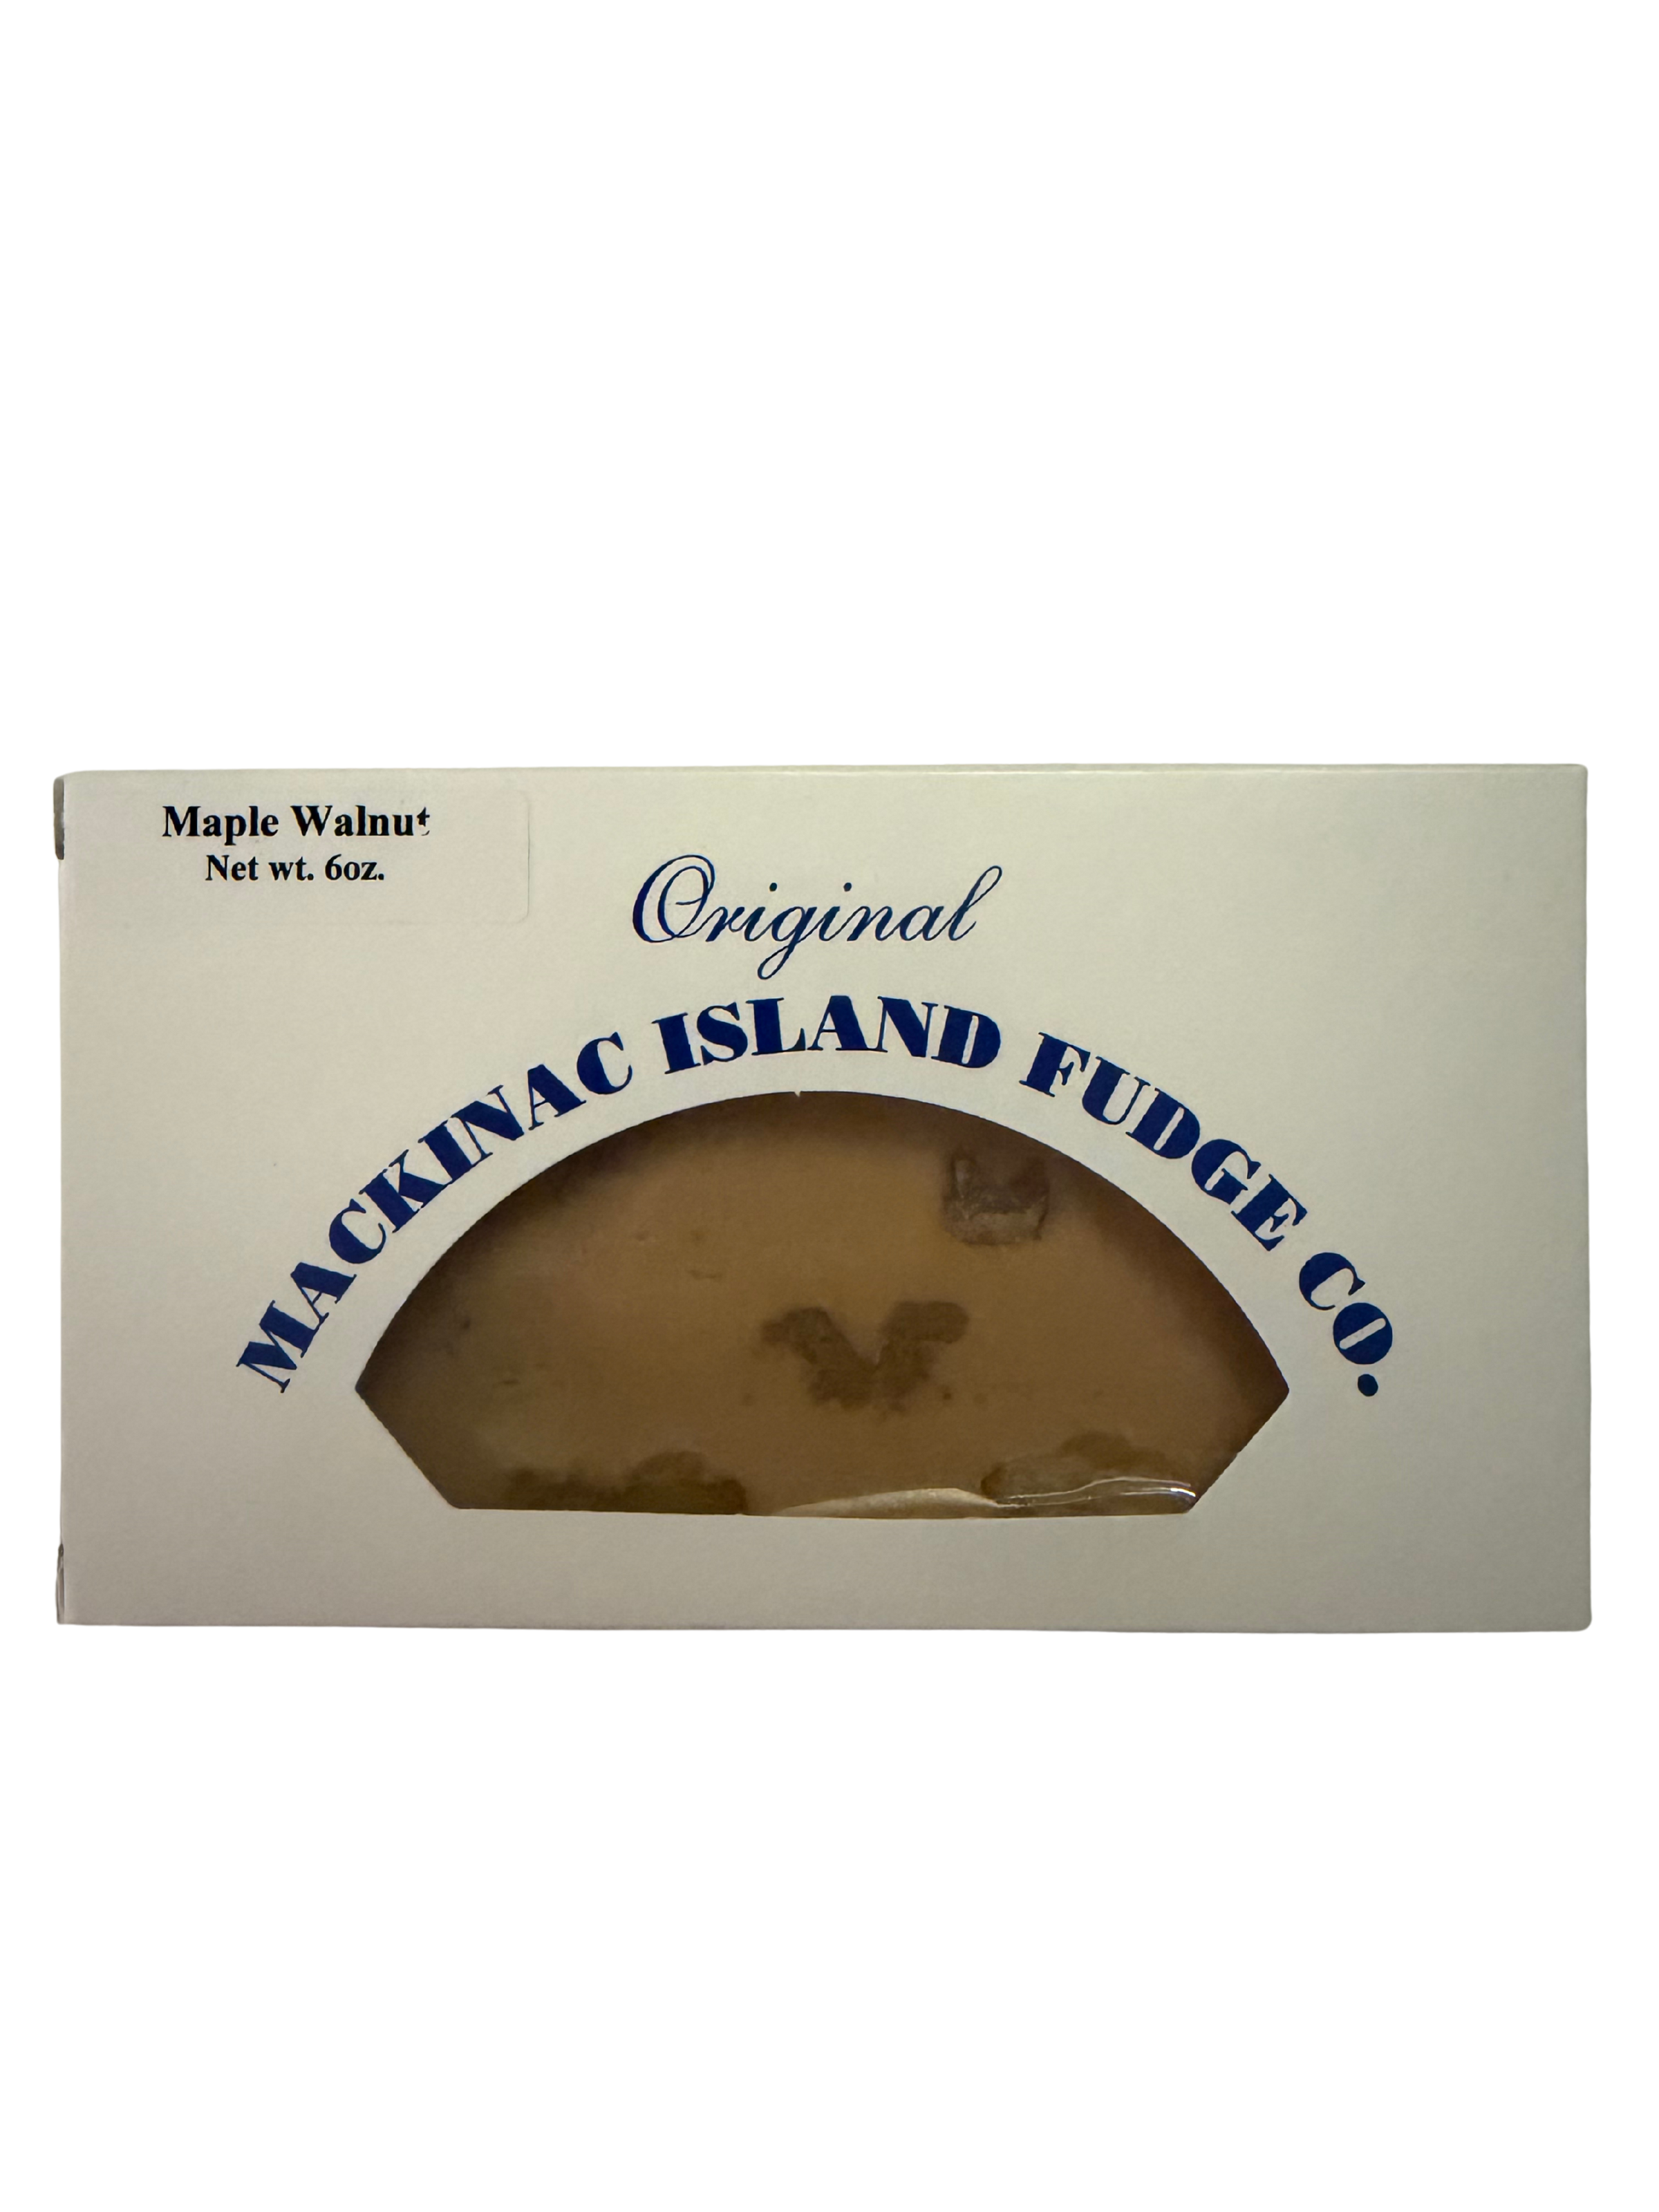 Maple Walnut
Net wt. 6oz.
Original
MACKINAC ISLAND FUDGE CO.